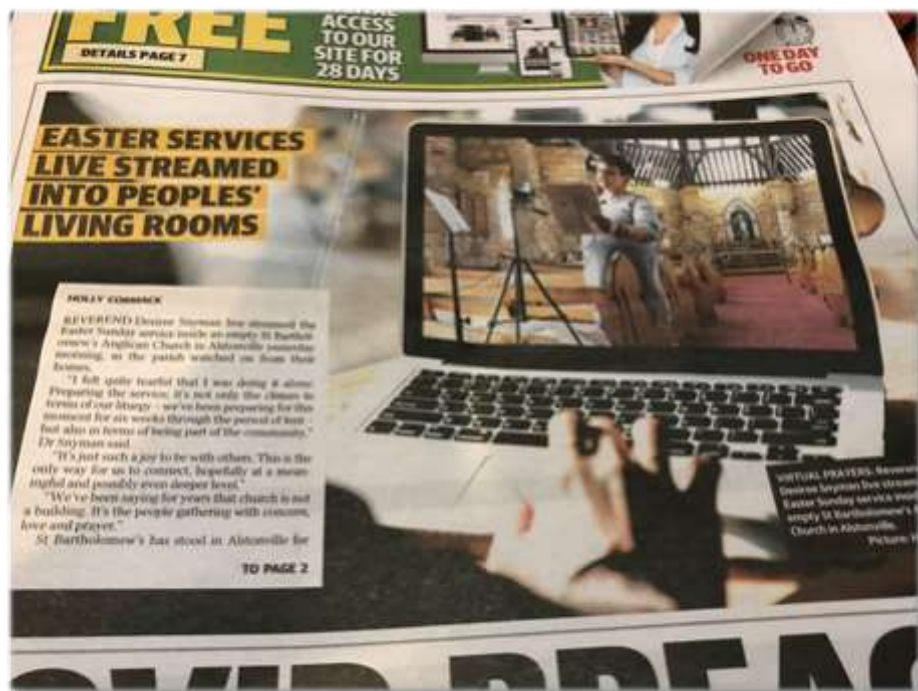 FREE
DETAILS PAGE 7
ACCESS
TO OUR
SITE FOR
28 DAYS
ONE DAY
TO GO
EASTER SERVICES
LIVE STREAMED
INTO PEOPLES'
LIVING ROOMS
HOLLY CORMACK
REVEREND Desiree Snyman live streamed the
Easter Sunday service inside an empty St Barthol-
omew's Anglican Church in Alstonville yesterday
morning, as the parish watched on from their
homes.
"I felt quite tearful that I was doing it alone.
Preparing the service, it's not only the climax in
terms of our liturgy – we've been preparing for this
moment for six weeks through the period of lent –
but also in terms of being part of the community,"
Dr Snyman said.
"It's just such a joy to be with others. This is the
only way for us to connect, hopefully at a mean-
ingful and possibly even deeper level."
"We've been saying for years that church is not
a building. It's the people gathering with concern,
love and prayer."
St Bartholomew's has stood in Alstonville for
TO PAGE 2
VIRTUAL PRAYERS: Reveren
Desiree Snyman live stream
Easter Sunday service insi
empty St Bartholomew's
Church in Alstonville.
Picture: H